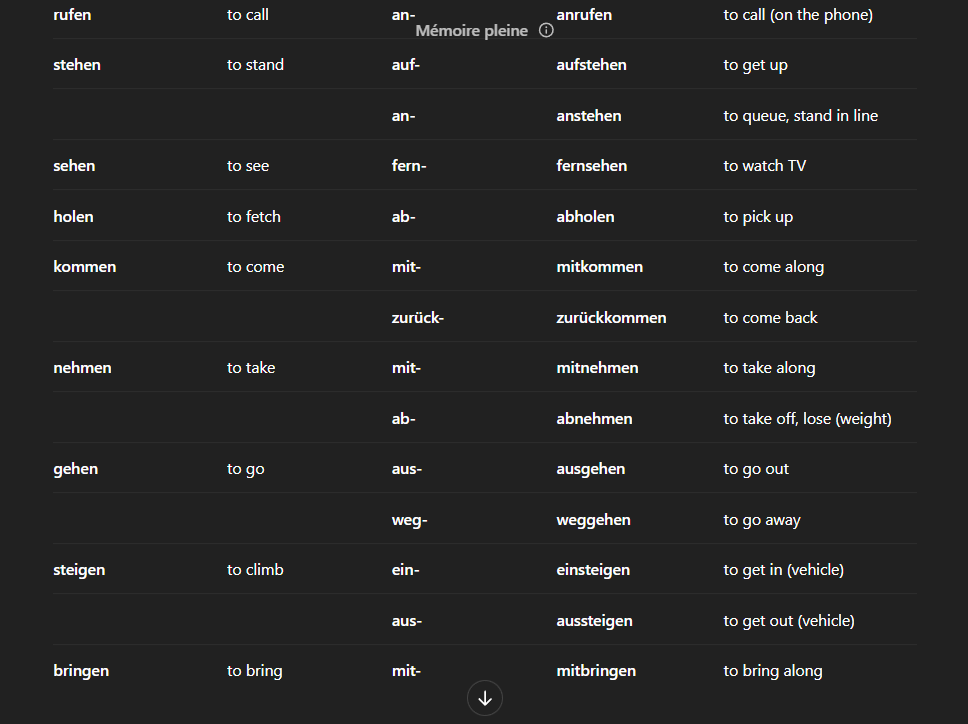 rufen to call an- anrufen to call (on the phone)
Mémoire pleine
stehen to stand auf- aufstehen to get up
an- anstehen to queue, stand in line
sehen to see fern- fernsehen to watch TV
holen to fetch ab- abholen to pick up
kommen to come mit- mitkommen to come along
zurück- zurückkommen to come back
nehmen to take mit- mitnehmen to take along
ab- abnehmen to take off, lose (weight)
gehen to go aus- ausgehen to go out
weg- weggehen to go away
steigen to climb ein- einsteigen to get in (vehicle)
aus- aussteigen to get out (vehicle)
bringen to bring mit- mitbringen to bring along